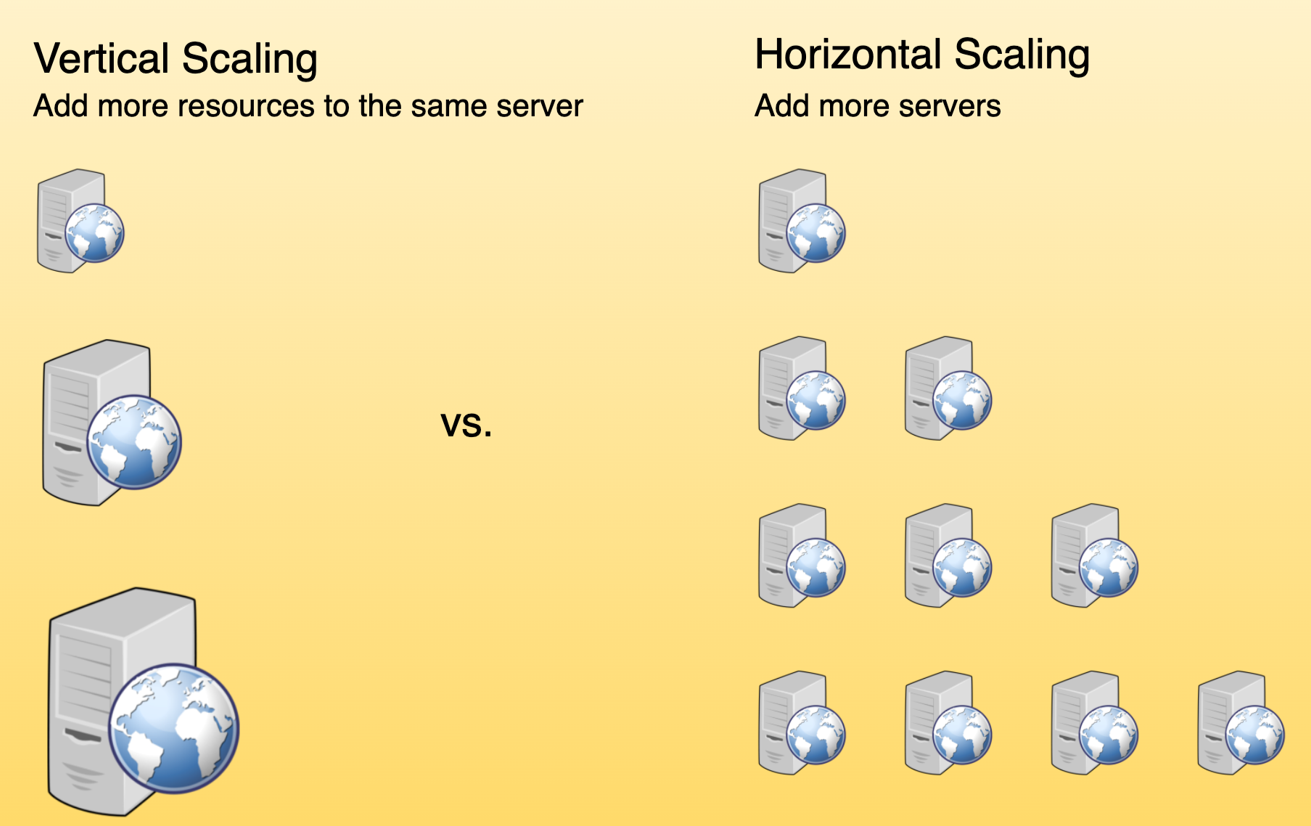 Vertical Scaling
Add more resources to the same server
Horizontal Scaling
Add more servers
vs.